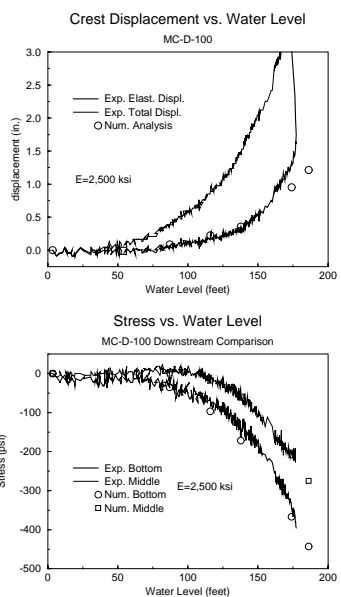 Crest Displacement vs. Water Level
MC-D-100
3.0
2.5
2.0
1.5
1.0
0.5
0.0
displacement (in.)
Exp. Elast. Displ.
Exp. Total Displ.
Num. Analysis
E=2,500 ksi
0 50 100 150 200
Water Level (feet)
Stress vs. Water Level
MC-D-100 Downstream Comparison
0
-100
-200
-300
-400
-500
Stress (psi)
Exp. Bottom
Exp. Middle
Num. Bottom
Num. Middle
E=2,500 ksi
0 50 100 150 200
Water Level (feet)